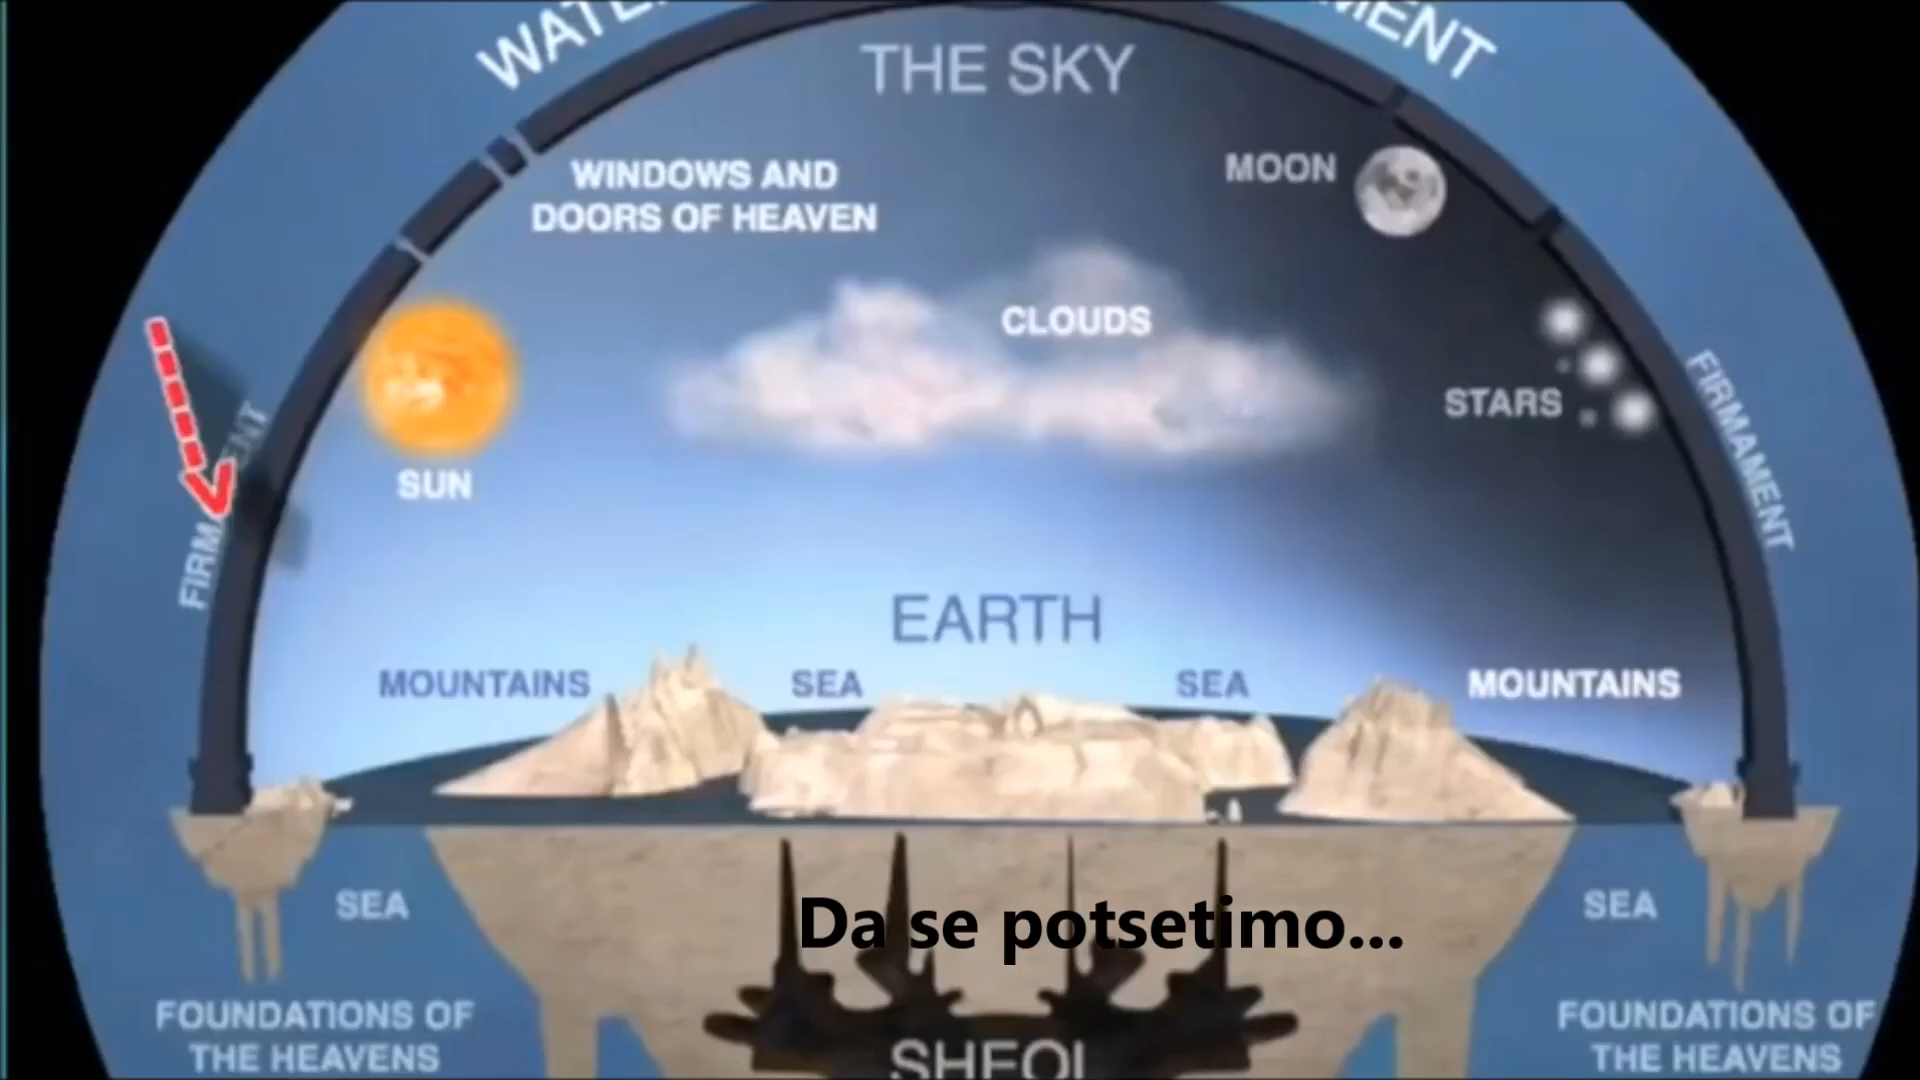 THE SKY
WINDOWS AND
DOORS OF HEAVEN
MOON
CLOUDS
STARS
FIRMAMENT
SUN
EARTH
MOUNTAINS
SEA
SEA
MOUNTAINS
SEA
Da se potsetimo...
SEA
FOUNDATIONS OF
THE HEAVENS
SHEOL
FOUNDATIONS OF
THE HEAVENS